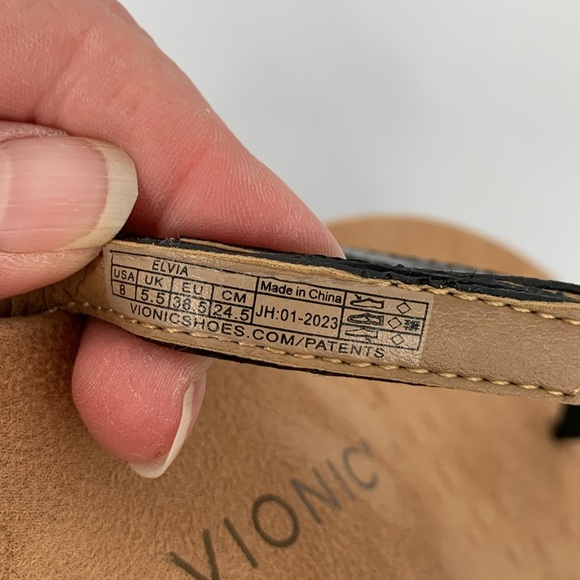 ELVIA
USA UK EU CM
8 5.5 38.5 24.5
Made in China
JH:01-2023
VIONICSHOES.COM/PATENTS
VIONIC